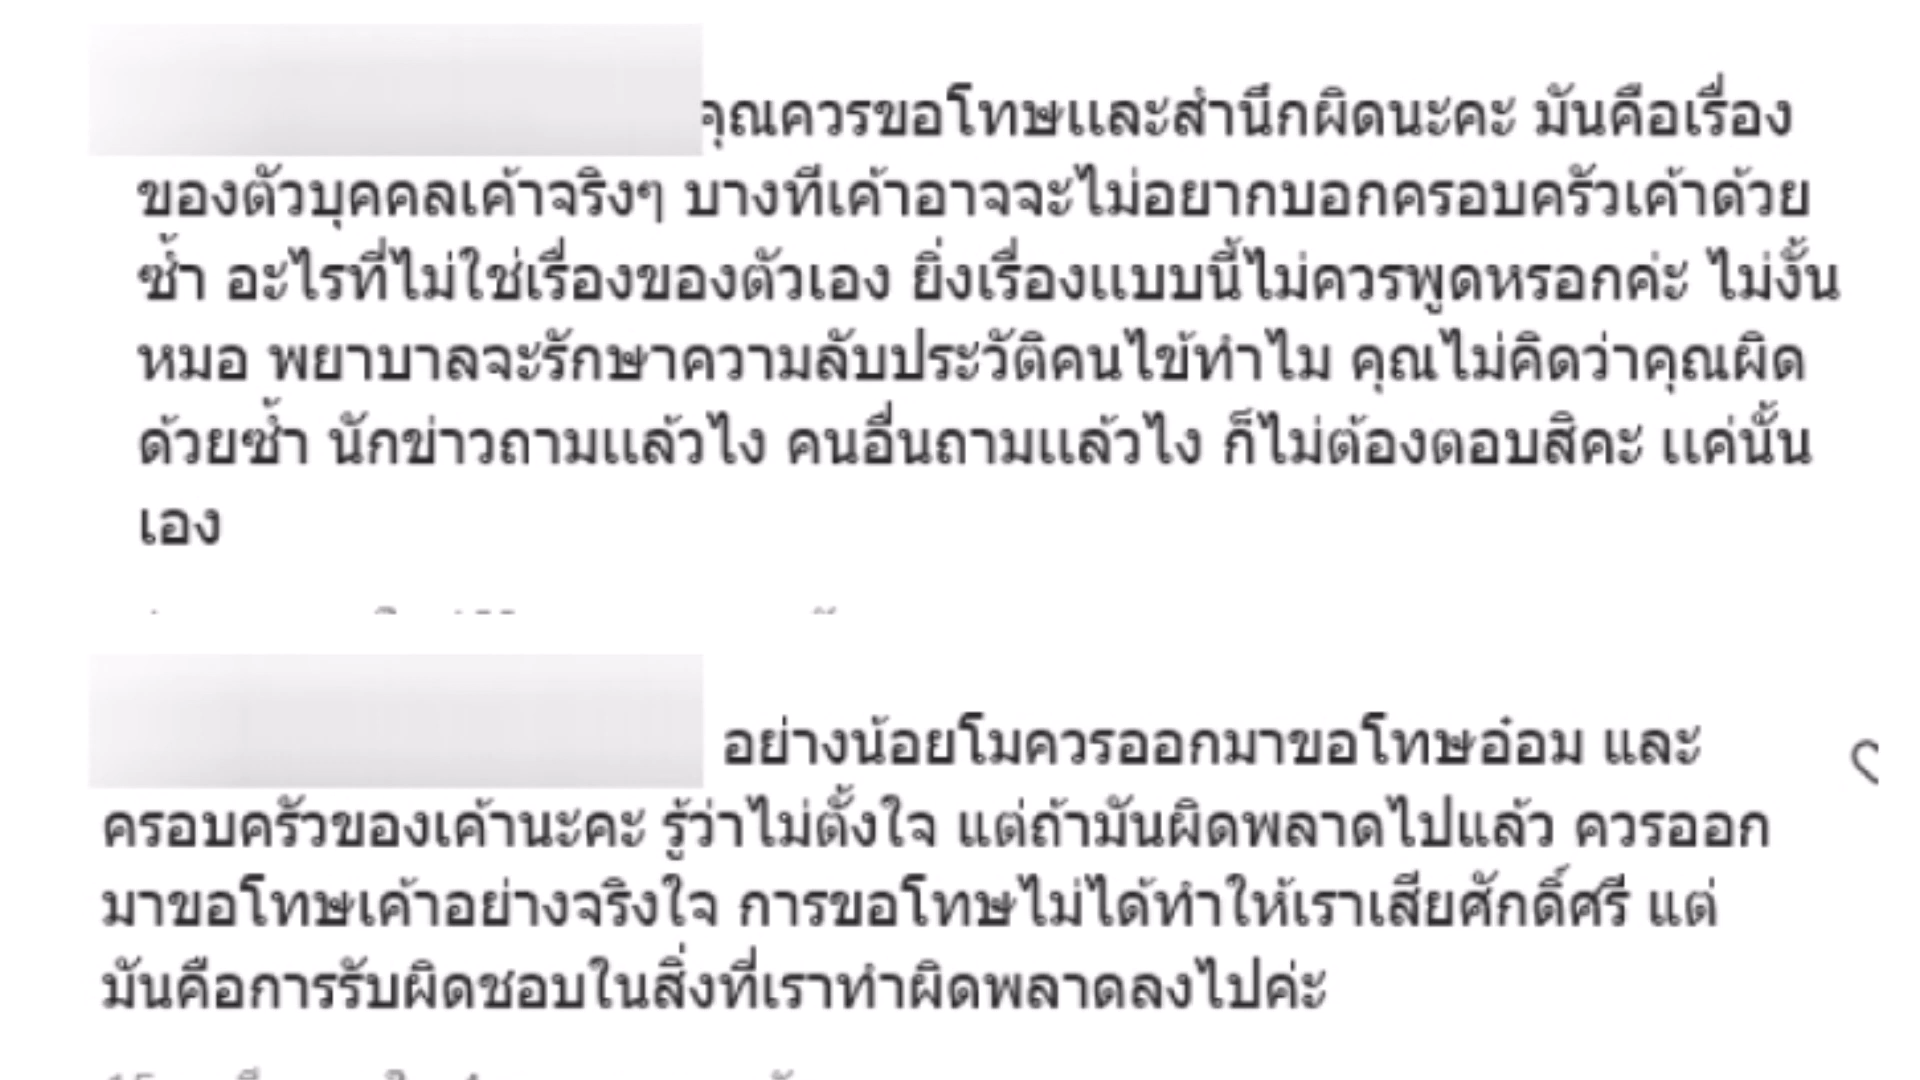 คุณควรขอโทษและสำนึกผิดนะคะ มันคือเรื่อง
ของตัวบุคคลเค้าจริงๆ บางทีเค้าอาจจะไม่อยากบอกครอบครัวเค้าด้วย
ซ้ำ อะไรที่ไม่ใช่เรื่องของตัวเอง ยิ่งเรื่องแบบนี้ไม่ควรพูดหรอกค่ะ ไม่งั้น
หมอ พยาบาลจะรักษาความลับประวัติคนไข้ทำไม คุณไม่คิดว่าคุณผิด
ด้วยซ้ำ นักข่าวถามแล้วไง คนอื่นถามแล้วไง ก็ไม่ต้องตอบสิคะ แค่นั้น
เอง
อย่างน้อยโมควรออกมาขอโทษอ๋อม และ
ครอบครัวของเค้านะคะ รู้ว่าไม่ตั้งใจ แต่ถ้ามันผิดพลาดไปแล้ว ควรออก
มาขอโทษเค้าอย่างจริงใจ การขอโทษไม่ได้ทำให้เราเสียศักดิ์ศรี แต่
มันคือการรับผิดชอบในสิ่งที่เราทำผิดพลาดลงไปค่ะ